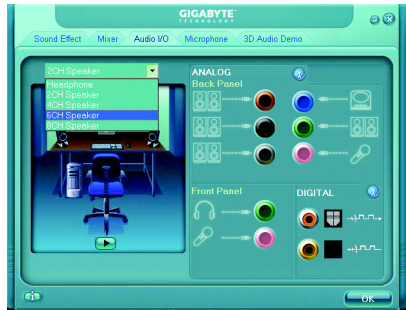 GIGABYTE
TECHNOLOGY
Sound Effect
Mixer
Audio I/O
Microphone
3D Audio Demo
2CH Speaker
Headphone
2CH Speaker
4CH Speaker
6CH Speaker
8CH Speaker
ANALOG
Back Panel
Front Panel
DIGITAL
OK